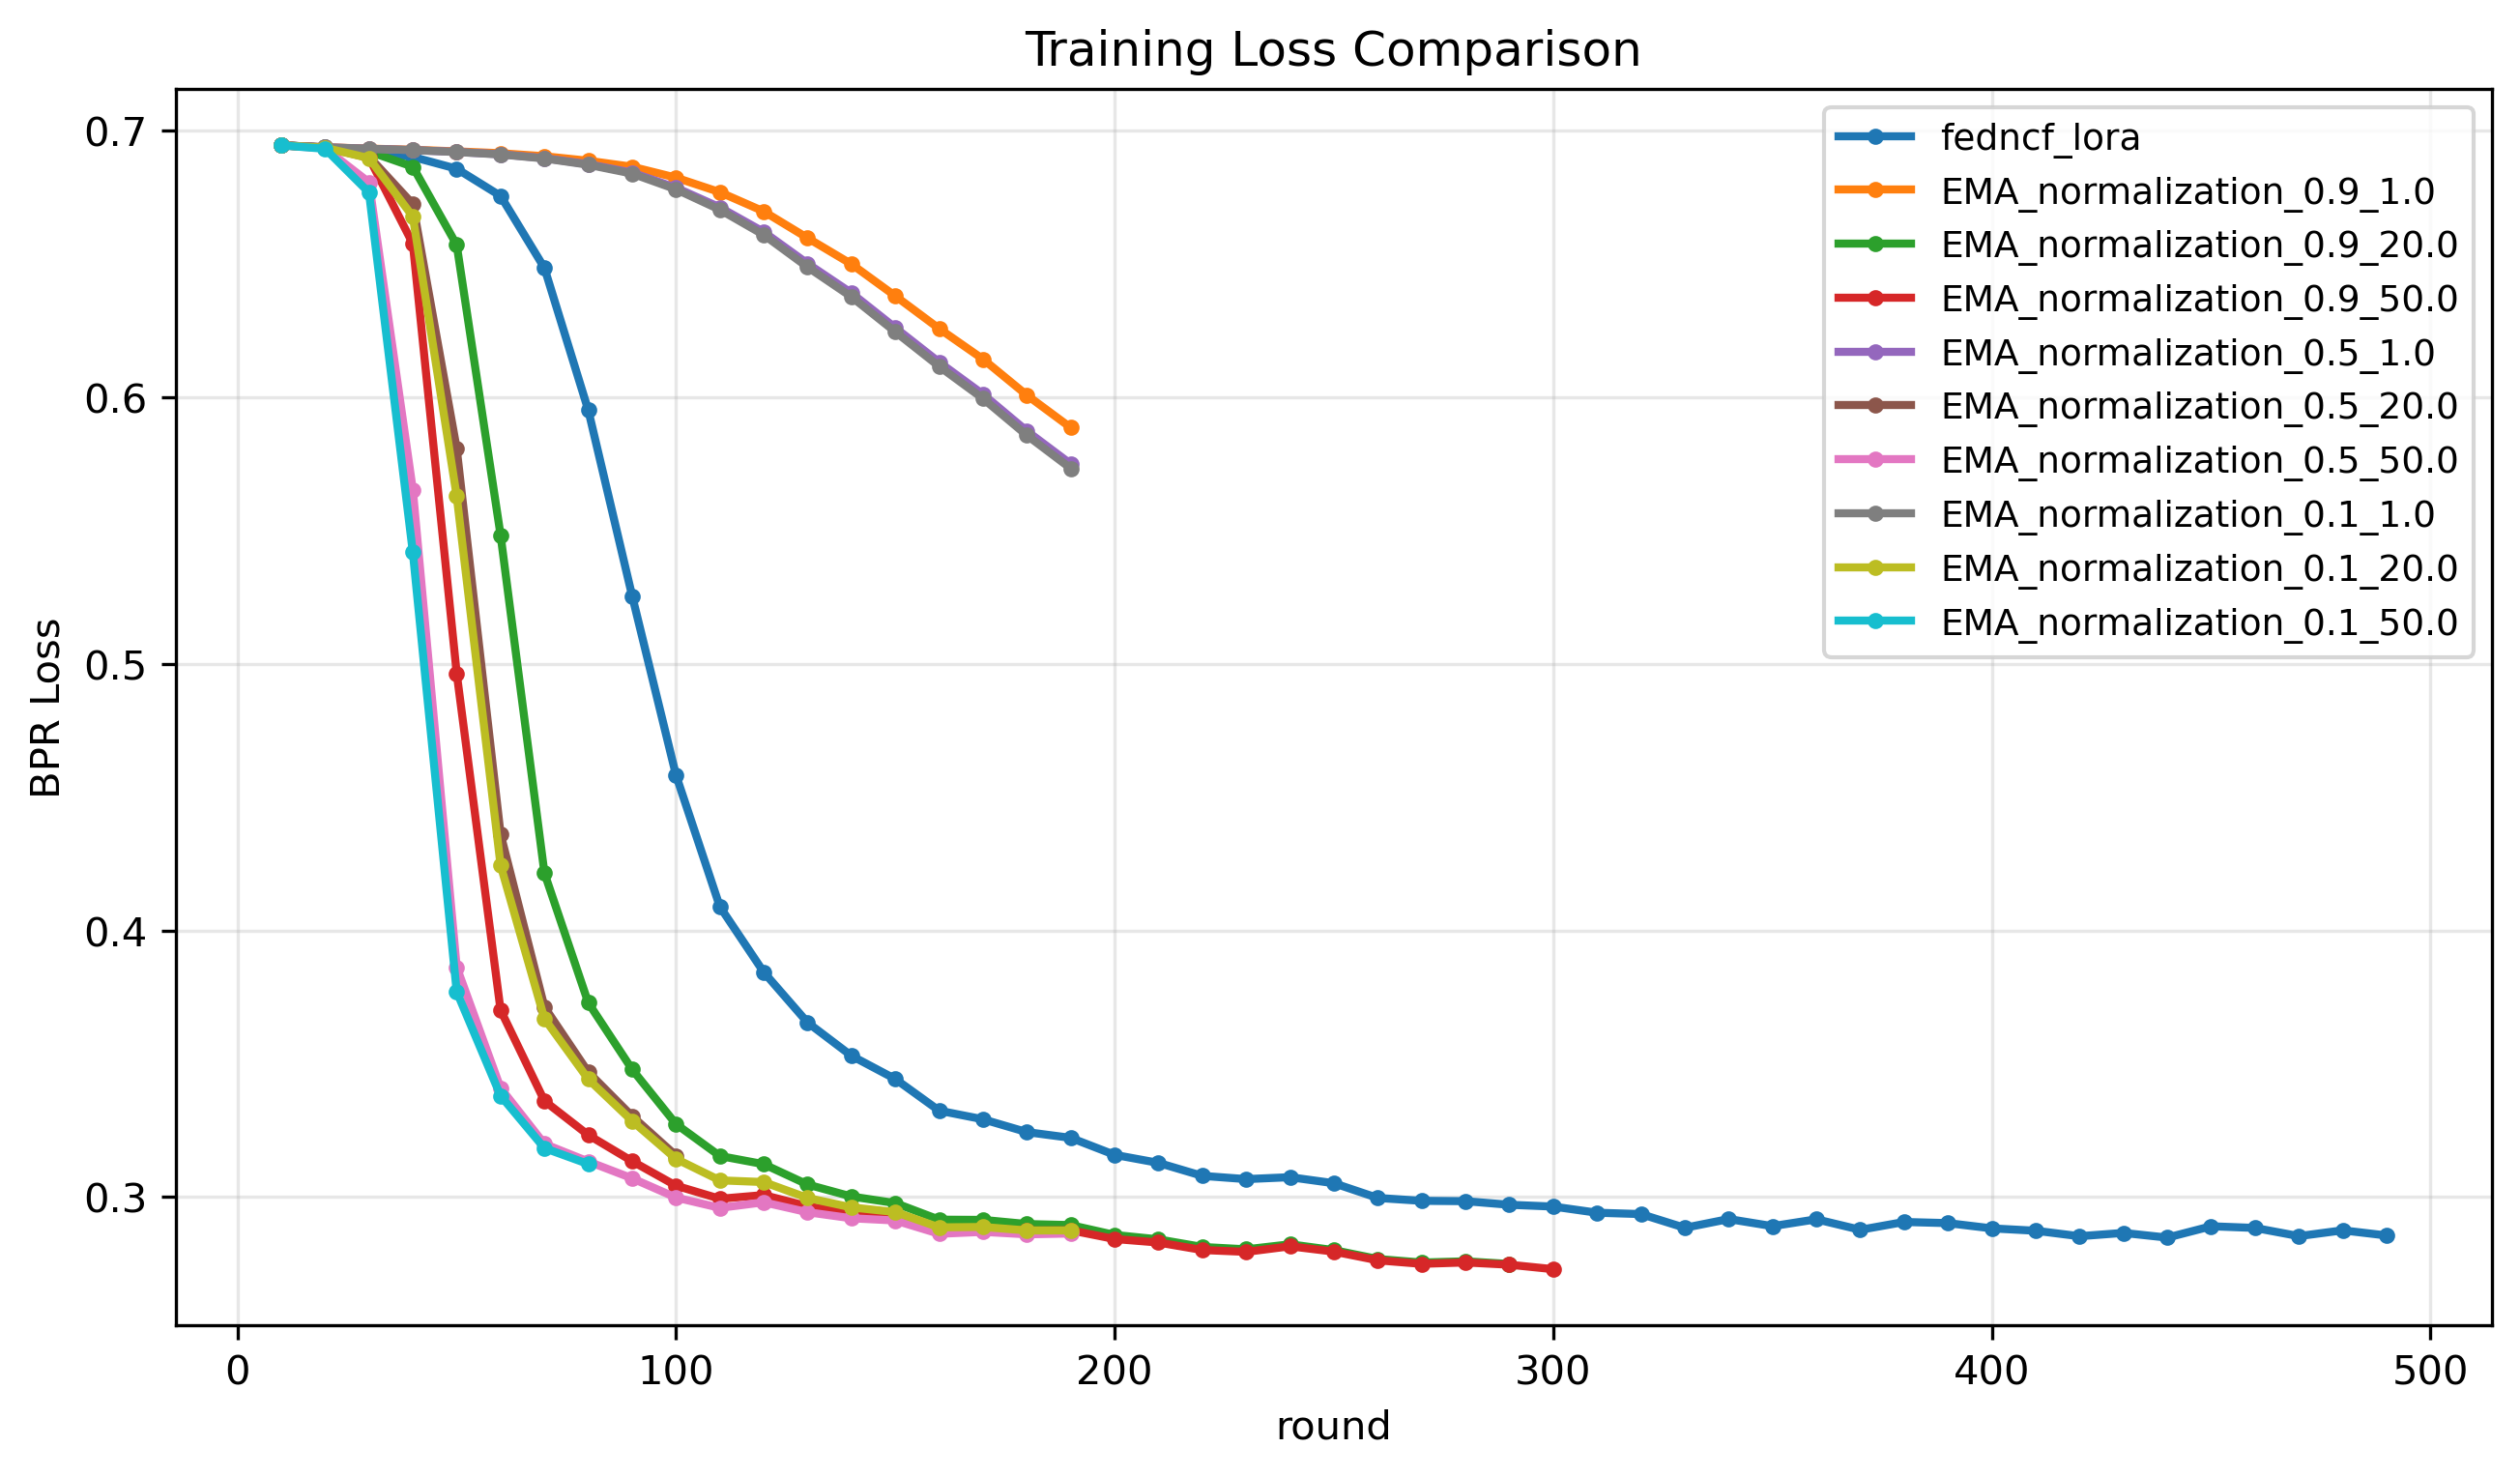 Training Loss Comparison
0.7
0.6
0.5
0.4
0.3
BPR Loss
fedncf_lora
EMA_normalization_0.9_1.0
EMA_normalization_0.9_20.0
EMA_normalization_0.9_50.0
EMA_normalization_0.5_1.0
EMA_normalization_0.5_20.0
EMA_normalization_0.5_50.0
EMA_normalization_0.1_1.0
EMA_normalization_0.1_20.0
EMA_normalization_0.1_50.0
0 100 200 300 400 500
round